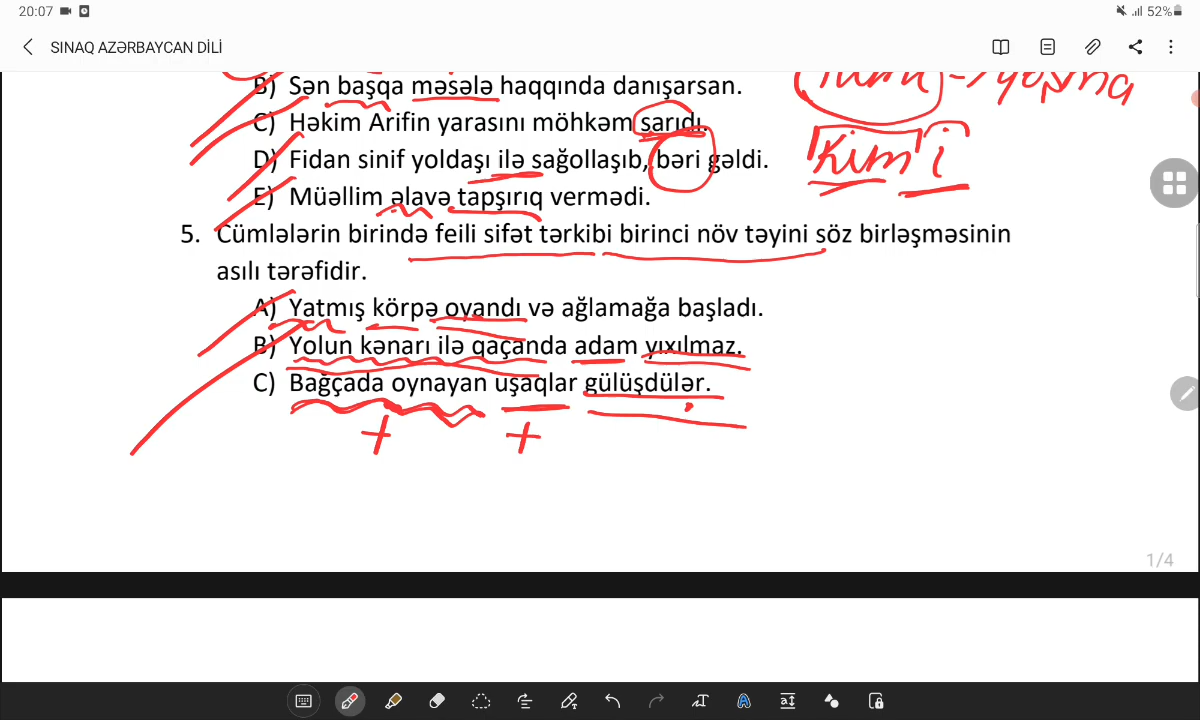 20:07 52%
SINAQ AZƏRBAYCAN DİLİ
B) Sən başqa məsələ haqqında danışarsan.
C) Həkim Arifin yarasını möhkəm sarıdı.
D) Fidan sinif yoldaşı ilə sağollaşıb, bəri gəldi.
kim i
E) Müəllim əlavə tapşırıq vermədi.
5. Cümlələrin birində feili sifət tərkibi birinci növ təyini söz birləşməsinin
asılı tərəfidir.
A) Yatmış körpə oyandı və ağlamağa başladı.
B) Yolun kənarı ilə qaçanda adam yıxılmaz.
C) Bağçada oynayan uşaqlar gülüşdülər.
+ +
1/4